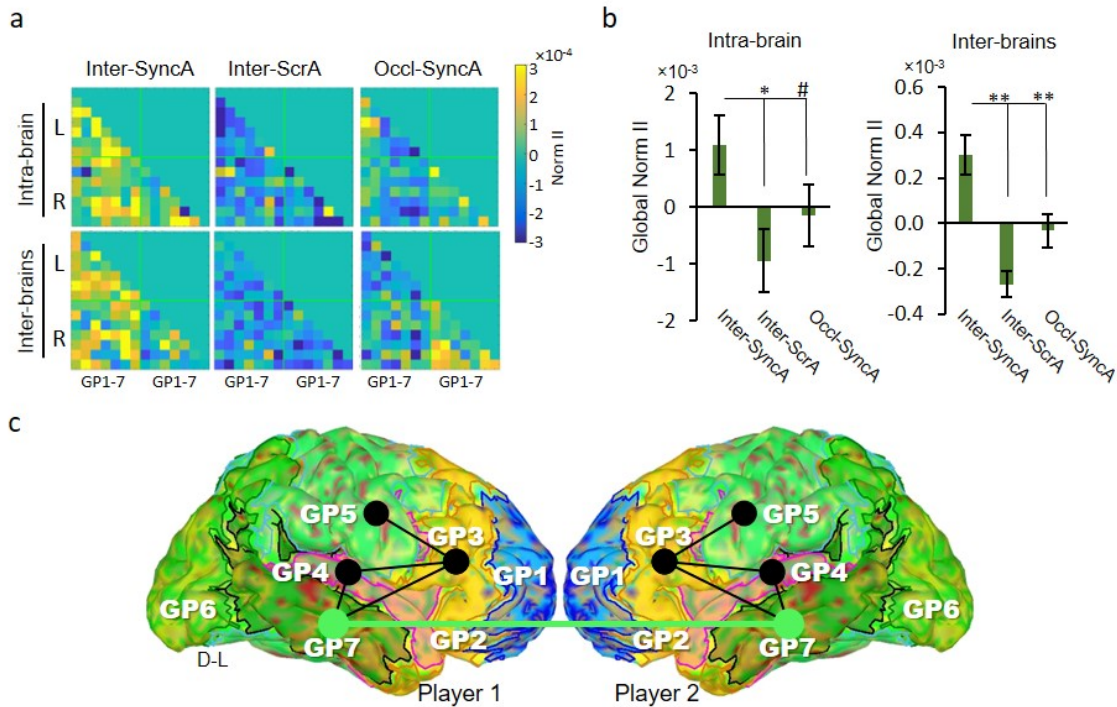 a
Inter-SyncA
Inter-ScrA
Occl-SyncA
×10-4
3
2
1
0
-1
-2
-3
Norm II
Intra-brain
L
R
Inter-brains
L
R
GP1-7 GP1-7 GP1-7 GP1-7 GP1-7 GP1-7
b
Intra-brain
×10-3
Global Norm II
2
1
0
-1
-2
* #
Inter-SyncA
Inter-ScrA
Occl-SyncA
Inter-brains
×10-3
Global Norm II
0.6
0.4
0.2
0.0
-0.2
-0.4
** **
Inter-SyncA
Inter-ScrA
Occl-SyncA
c
GP5
GP3
GP4
GP1
GP6
GP7
GP2
D-L
Player 1
GP5
GP3
GP1
GP4
GP6
GP2
GP7
Player 2